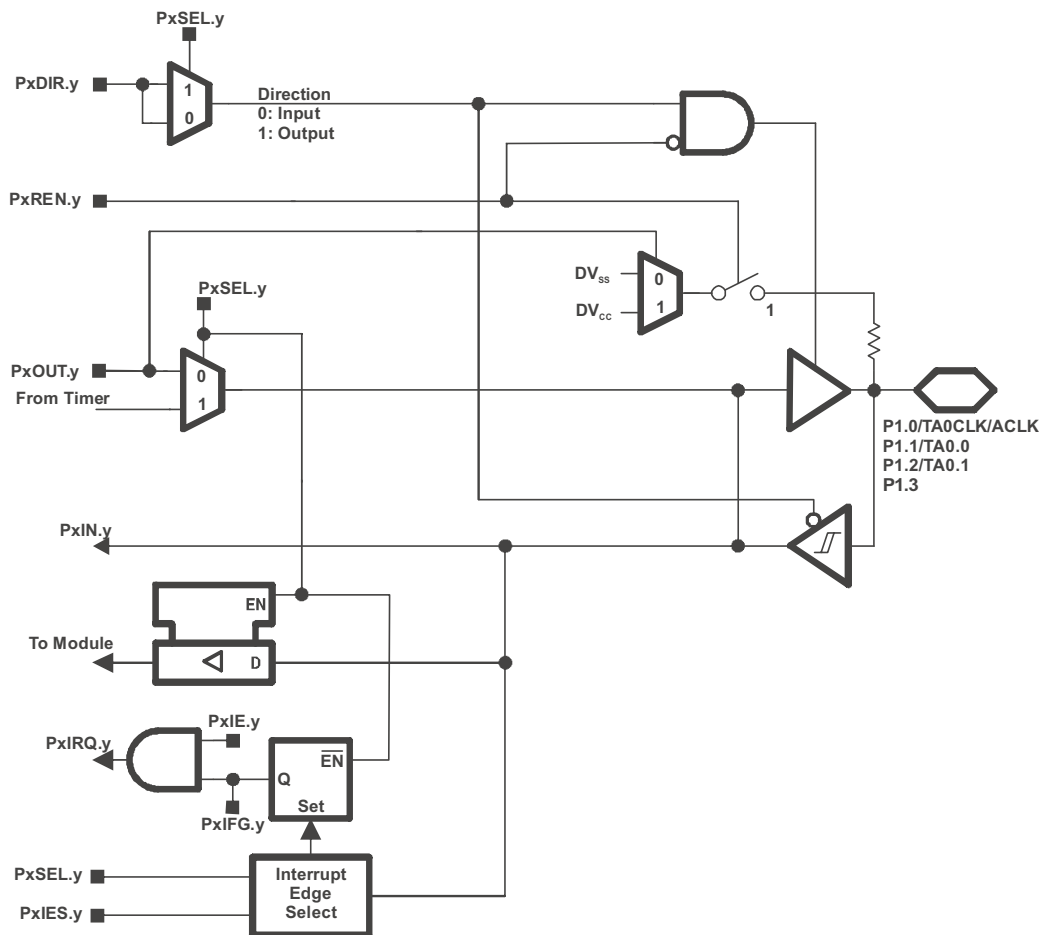 PxSEL.y
PxDIR.y
1
0
Direction
0: Input
1: Output
PxREN.y
DVSS
0
DVCC
1
1
PxSEL.y
PxOUT.y
0
From Timer
1
P1.0/TA0CLK/ACLK
P1.1/TA0.0
P1.2/TA0.1
P1.3
PxIN.y
EN
To Module
D
PxIE.y
PxIRQ.y
EN
Q
Set
PxIFG.y
PxSEL.y
PxIES.y
Interrupt
Edge
Select